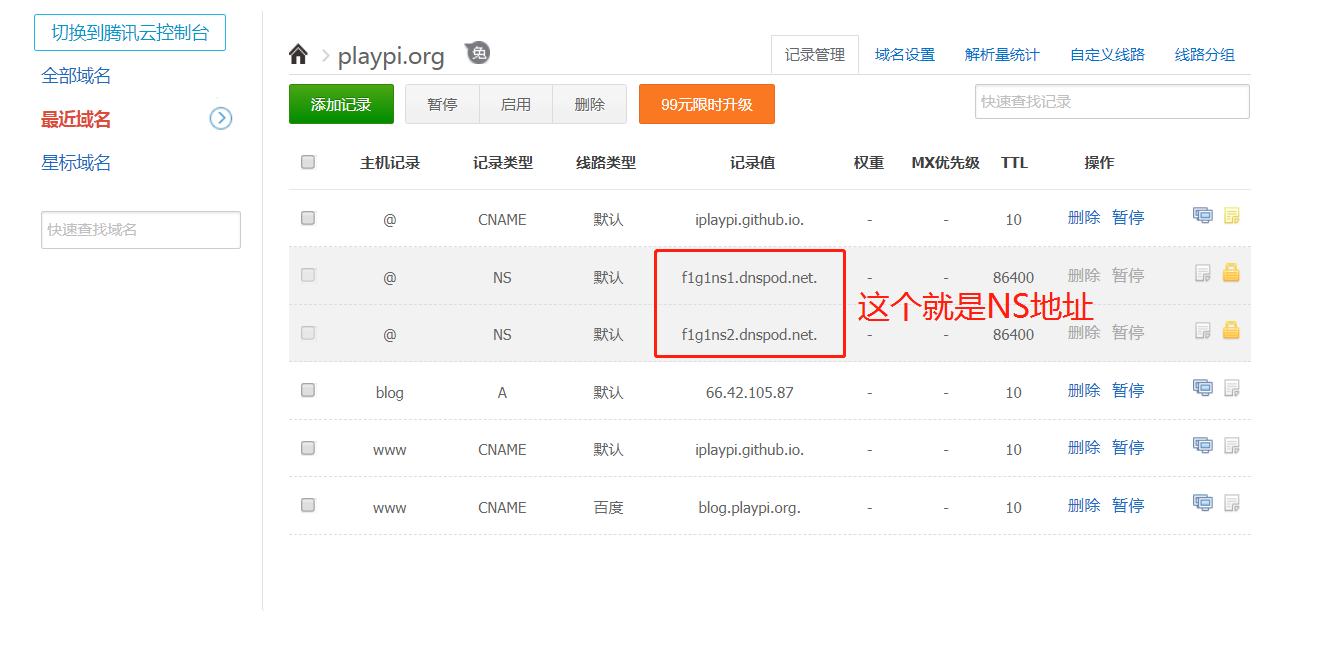 切换到腾讯云控制台
全部域名
最近域名
星标域名
快速查找域名
playpi.org 免
记录管理 域名设置 解析量统计 自定义线路 线路分组
添加记录 暂停 启用 删除 99元限时升级 快速查找记录
主机记录 记录类型 线路类型 记录值 权重 MX优先级 TTL 操作
@ CNAME 默认 iplaypi.github.io. - - 10 删除 暂停
@ NS 默认 f1g1ns1.dnspod.net. - - 86400 删除 暂停
这个就是NS地址
@ NS 默认 f1g1ns2.dnspod.net. - - 86400 删除 暂停
blog A 默认 66.42.105.87 - - 10 删除 暂停
www CNAME 默认 iplaypi.github.io. - - 10 删除 暂停
www CNAME 百度 blog.playpi.org. - - 10 删除 暂停